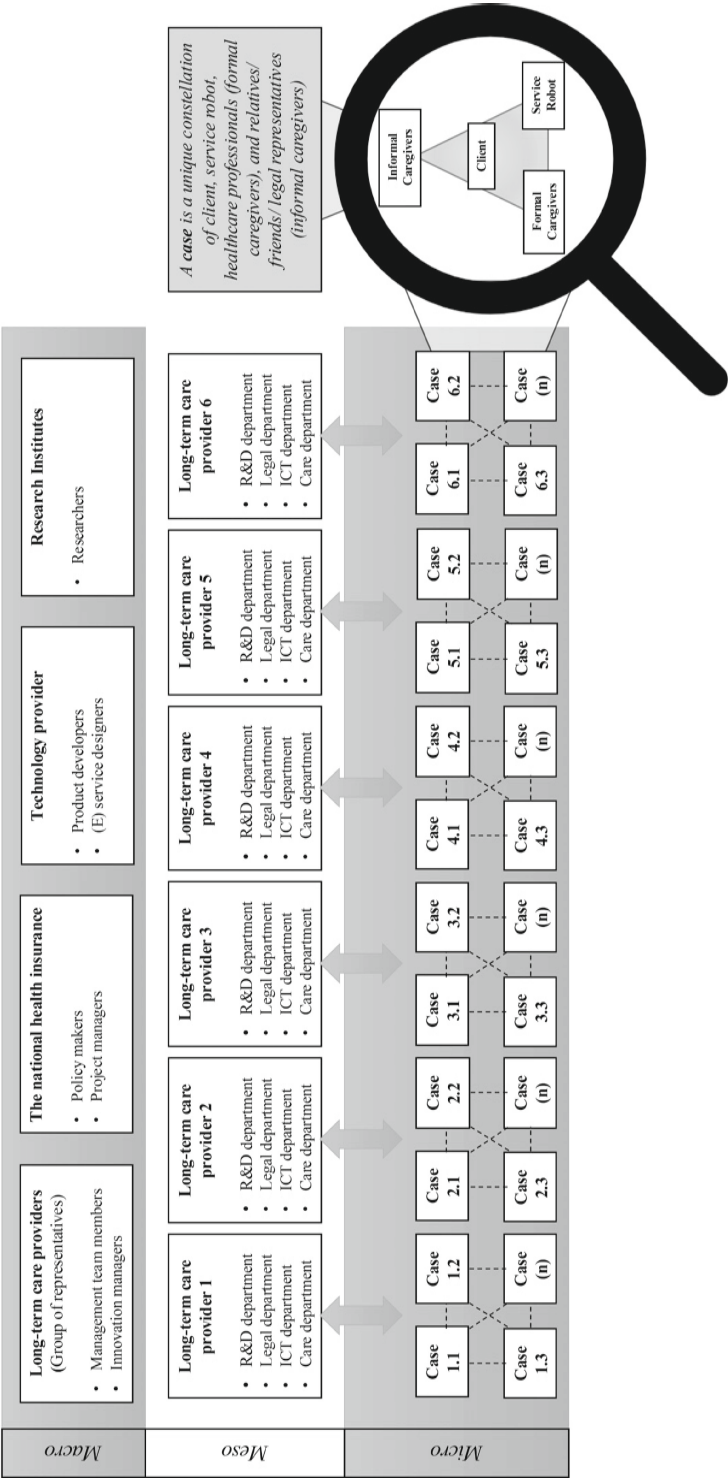 Macro
Long-term care providers
(Group of representatives)
• Management team members
• Innovation managers
The national health insurance
• Policy makers
• Project managers
Technology provider
• Product developers
• (E) service designers
Research Institutes
• Researchers
Meso
Long-term care
provider 1
• R&D department
• Legal department
• ICT department
• Care department
Long-term care
provider 2
• R&D department
• Legal department
• ICT department
• Care department
Long-term care
provider 3
• R&D department
• Legal department
• ICT department
• Care department
Long-term care
provider 4
• R&D department
• Legal department
• ICT department
• Care department
Long-term care
provider 5
• R&D department
• Legal department
• ICT department
• Care department
Long-term care
provider 6
• R&D department
• Legal department
• ICT department
• Care department
A case is a unique constellation
of client, service robot,
healthcare professionals (formal
caregivers), and relatives/
friends/ legal representatives
(informal caregivers)
Micro
Case
1.1
Case
1.2
Case
1.3
Case
(n)
Case
2.1
Case
2.2
Case
2.3
Case
(n)
Case
3.1
Case
3.2
Case
3.3
Case
(n)
Case
4.1
Case
4.2
Case
4.3
Case
(n)
Case
5.1
Case
5.2
Case
5.3
Case
(n)
Case
6.1
Case
6.2
Case
6.3
Case
(n)
Informal
Caregivers
Client
Formal
Caregivers
Service
Robot